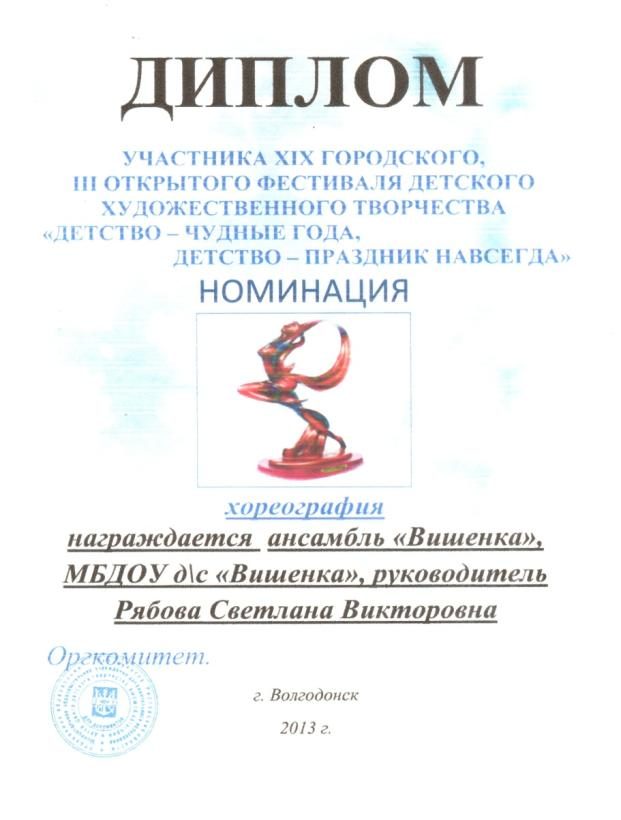 ДИПЛОМ
УЧАСТНИКА XIX ГОРОДСКОГО,
III ОТКРЫТОГО ФЕСТИВАЛЯ ДЕТСКОГО
ХУДОЖЕСТВЕННОГО ТВОРЧЕСТВА
«ДЕТСТВО – ЧУДНЫЕ ГОДА,
ДЕТСТВО – ПРАЗДНИК НАВСЕГДА»
НОМИНАЦИЯ
хореография
награждается ансамбль «Вишенка»,
МБДОУ д\с «Вишенка», руководитель
Рябова Светлана Викторовна
Оргкомитет.
г. Волгодонск
2013 г.